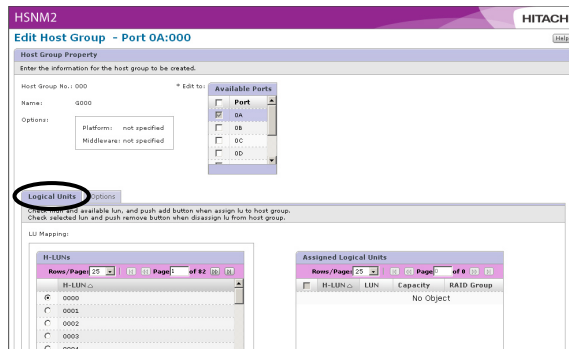 HSNM2
HITACH
Edit Host Group - Port 0A:000
Help
Host Group Property
Enter the information for the host group to be created.
Host Group No.: 000
* Edit to:
Available Ports
Name: G000
Port
0A
Options:
0B
Platform: not specified
0C
Middleware: not specified
0D
Logical Units
Options
and available lun, and push add button when assign lu to host group.
Check selected lun and push remove button when disassign lu from host group.
LU Mapping:
H-LUNs
Rows/Page: 25 Page 1 of 82
H-LUN
0000
0001
0002
0003
0004
Assigned Logical Units
Rows/Page: 25 Page 0 of 0
H-LUN LUN Capacity RAID Group
No Object